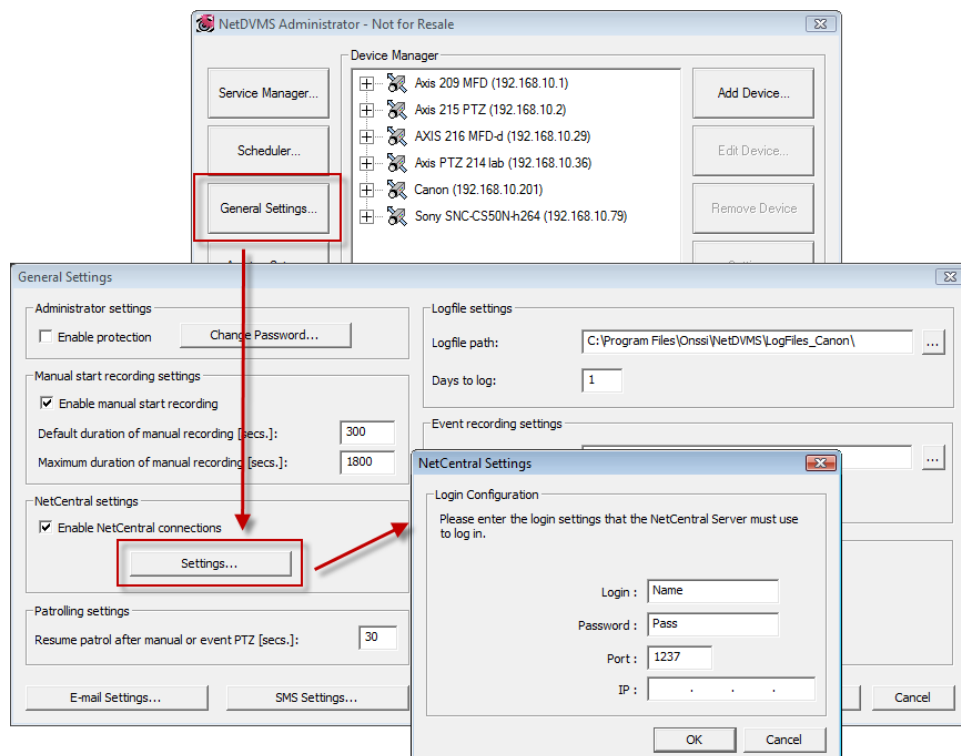 NetDVMS Administrator - Not for Resale
Device Manager
Service Manager...
Scheduler...
General Settings...
Axis 209 MFD (192.168.10.1)
Axis 215 PTZ (192.168.10.2)
AXIS 216 MFD-d (192.168.10.29)
Axis PTZ 214 lab (192.168.10.36)
Canon (192.168.10.201)
Sony SNC-CS50N-h264 (192.168.10.79)
Add Device...
Edit Device...
Remove Device
General Settings
Administrator settings
Enable protection
Change Password...
Manual start recording settings
Enable manual start recording
Default duration of manual recording [secs.]:
300
Maximum duration of manual recording [secs.]:
1800
NetCentral settings
Enable NetCentral connections
Settings...
Patrolling settings
Resume patrol after manual or event PTZ [secs.]:
30
E-mail Settings...
SMS Settings...
Logfile settings
Logfile path:
C:\Program Files\Onssi\NetDVMS\LogFiles_Canon\
...
Days to log:
1
Event recording settings
...
Cancel
NetCentral Settings
Login Configuration
Please enter the login settings that the NetCentral Server must use
to log in.
Login :
Name
Password :
Pass
Port :
1237
IP :
. . .
OK
Cancel